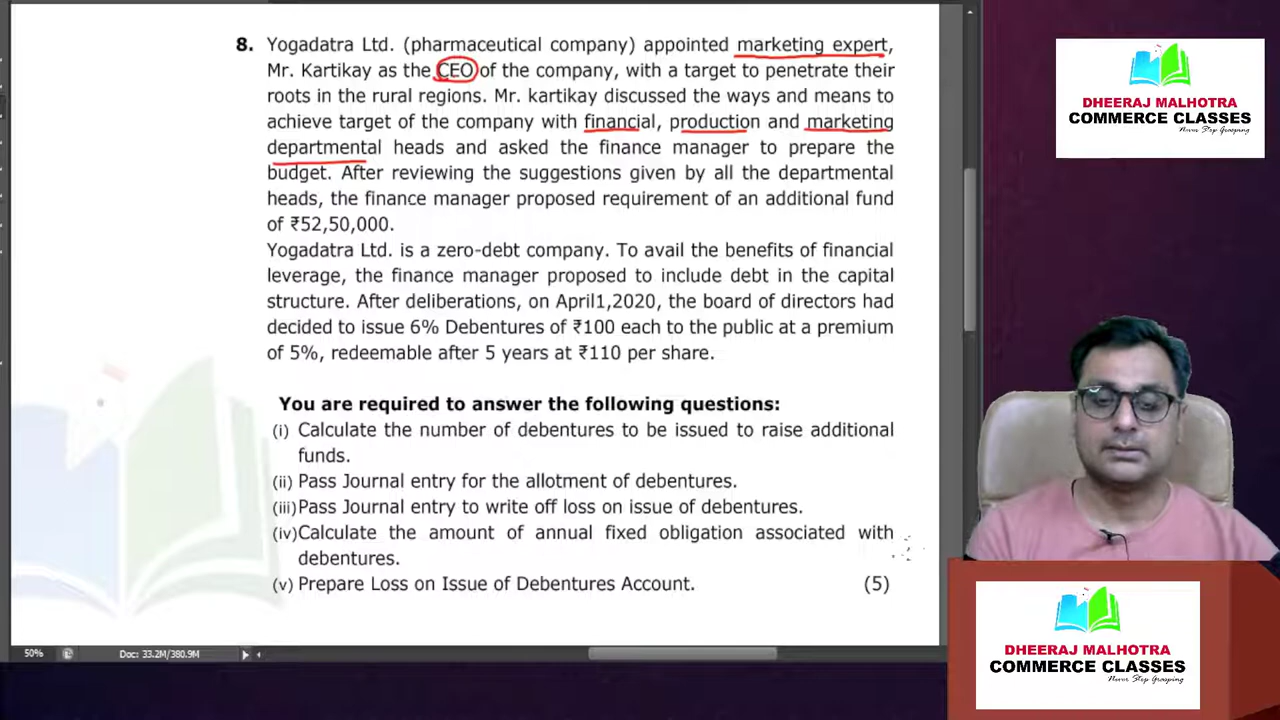 8. Yogadatra Ltd. (pharmaceutical company) appointed marketing expert,
Mr. Kartikay as the CEO of the company, with a target to penetrate their
roots in the rural regions. Mr. kartikay discussed the ways and means to
achieve target of the company with financial, production and marketing
departmental heads and asked the finance manager to prepare the
budget. After reviewing the suggestions given by all the departmental
heads, the finance manager proposed requirement of an additional fund
of ₹52,50,000.
Yogadatra Ltd. is a zero-debt company. To avail the benefits of financial
leverage, the finance manager proposed to include debt in the capital
structure. After deliberations, on April1,2020, the board of directors had
decided to issue 6% Debentures of ₹100 each to the public at a premium
of 5%, redeemable after 5 years at ₹110 per share.
You are required to answer the following questions:
(i) Calculate the number of debentures to be issued to raise additional
funds.
(ii) Pass Journal entry for the allotment of debentures.
(iii)Pass Journal entry to write off loss on issue of debentures.
(iv)Calculate the amount of annual fixed obligation associated with
debentures.
(v) Prepare Loss on Issue of Debentures Account. (5)
50% Doc: 33.2M/380.9M
DHEERAJ MALHOTRA
COMMERCE CLASSES
Never Stop Grasping
DHEERAJ MALHOTRA
COMMERCE CLASSES
Never Stop Grasping